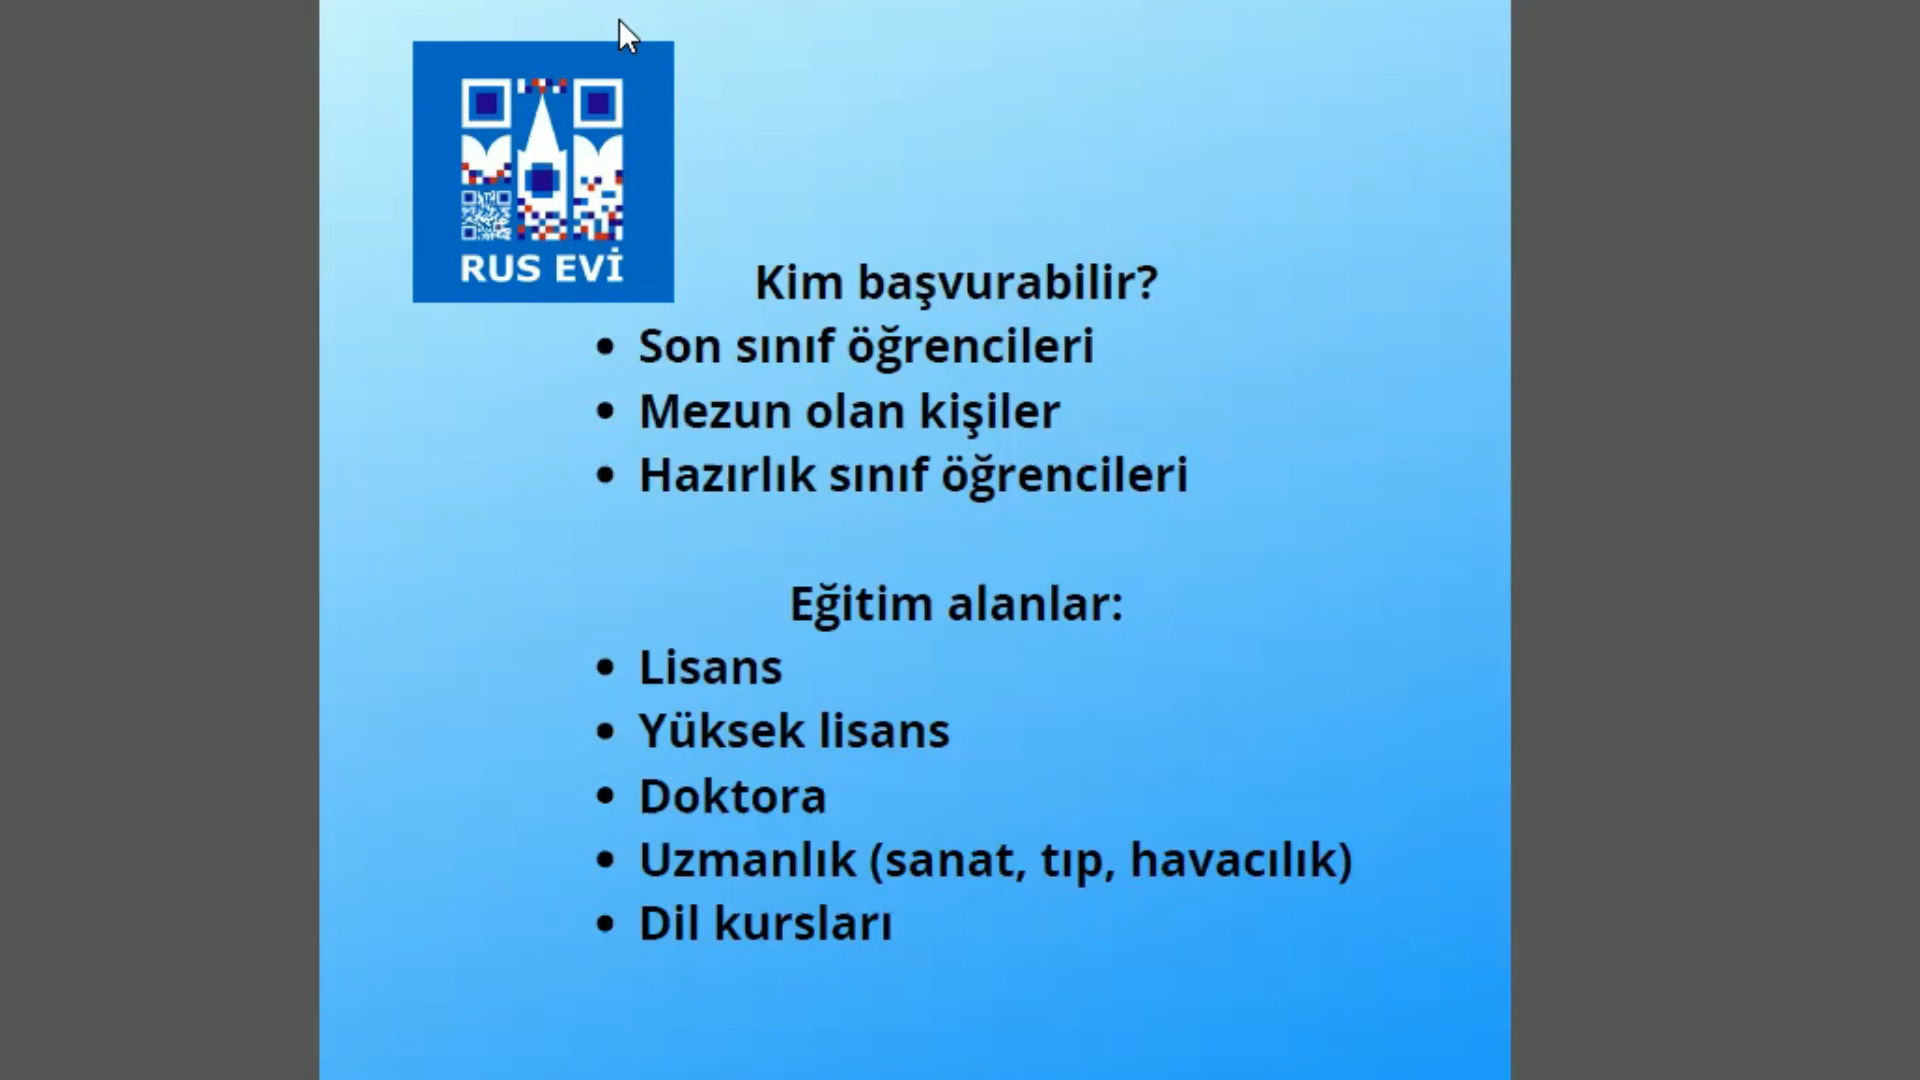 RUS EVİ
Kim başvurabilir?
• Son sınıf öğrencileri
• Mezun olan kişiler
• Hazırlık sınıf öğrencileri
Eğitim alanlar:
• Lisans
• Yüksek lisans
• Doktora
• Uzmanlık (sanat, tıp, havacılık)
• Dil kursları